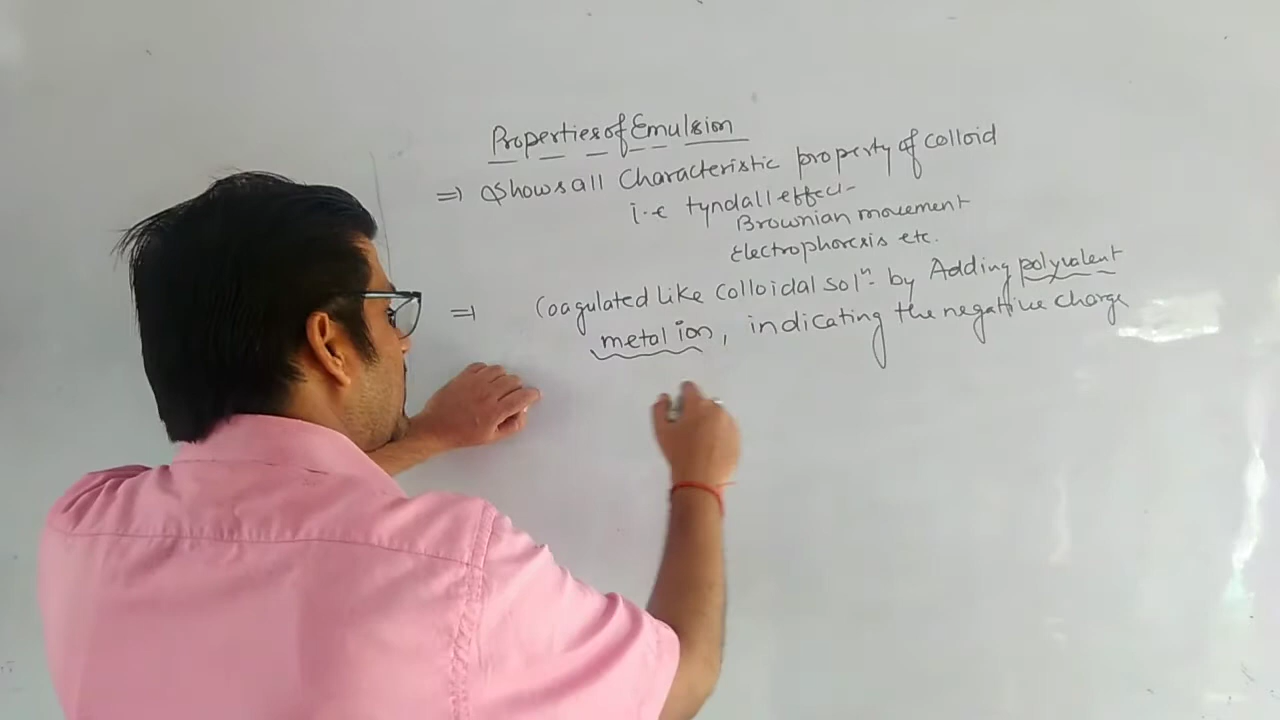 Properties of Emulsion
=> Shows all Characteristic property of colloid
i.e tyndall effect
Brownian movement
Electrophoresis etc.
=> Coagulated like colloidal solⁿ by Adding polyvalent
metal ion, indicating the negative charge